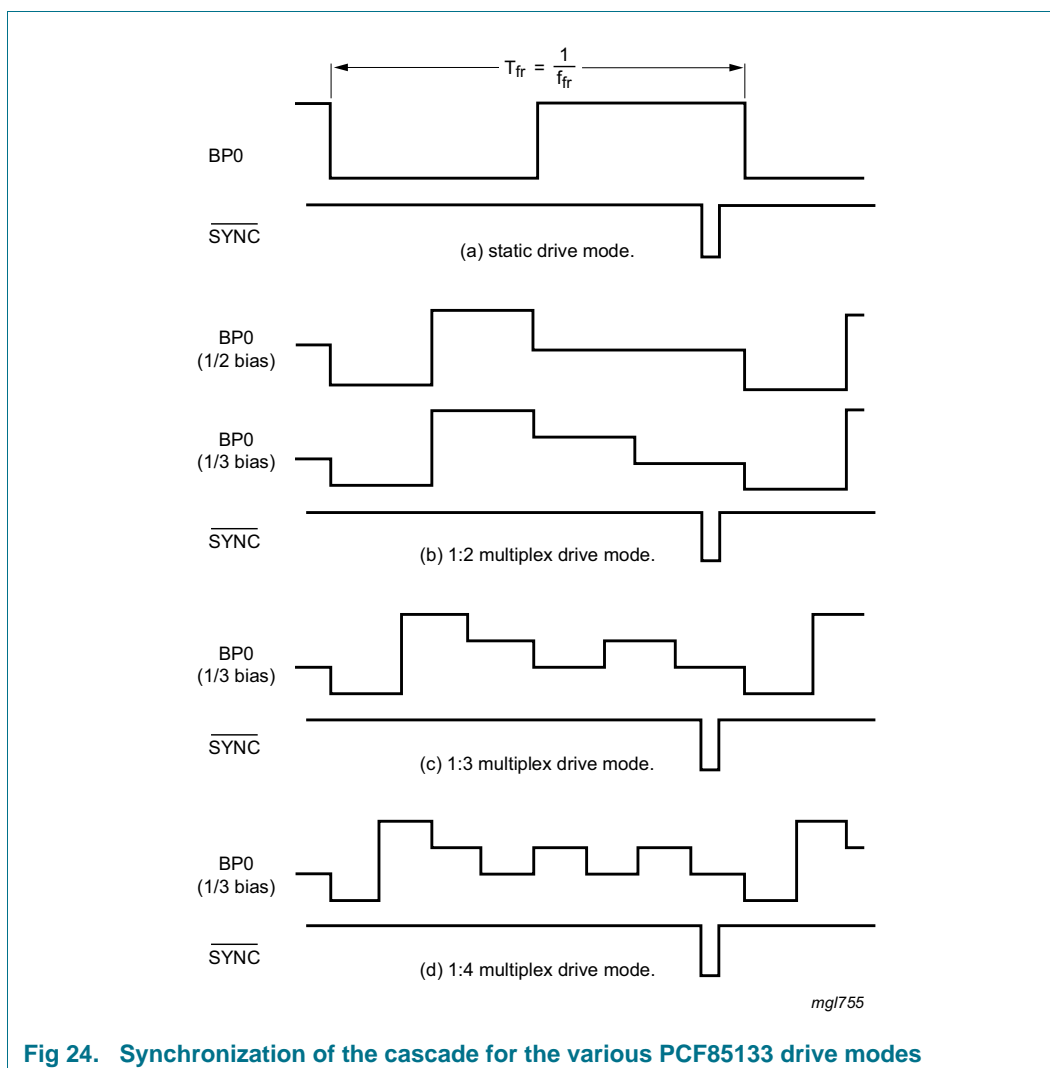 Tfr = 1/ffr
BP0
SYNC
(a) static drive mode.
BP0
(1/2 bias)
BP0
(1/3 bias)
SYNC
(b) 1:2 multiplex drive mode.
BP0
(1/3 bias)
SYNC
(c) 1:3 multiplex drive mode.
BP0
(1/3 bias)
SYNC
(d) 1:4 multiplex drive mode.
mgl755
Fig 24. Synchronization of the cascade for the various PCF85133 drive modes